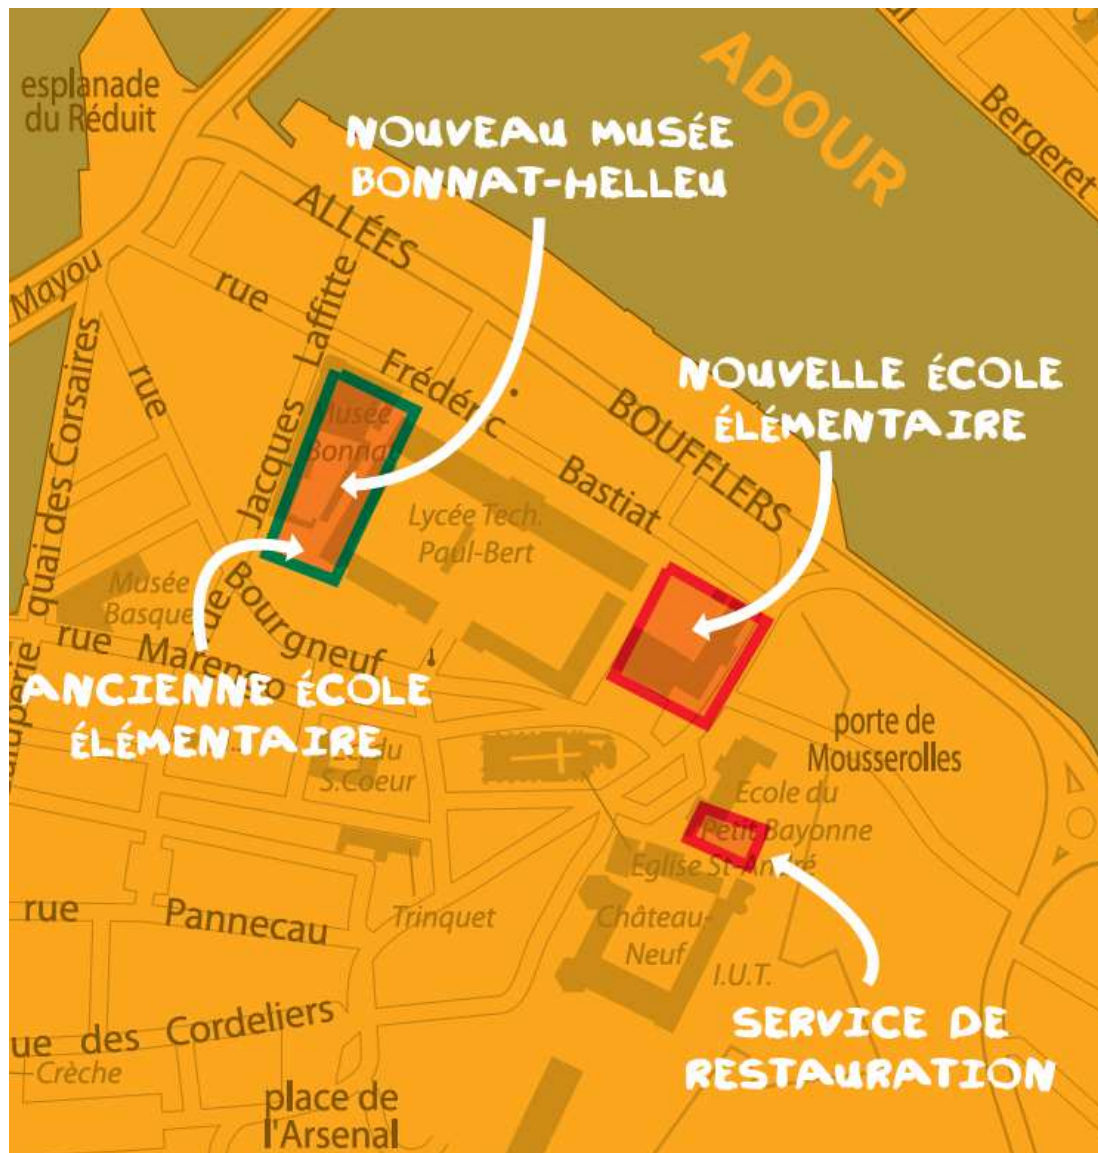 esplanade
du Réduit
ADOUR
Bergeret
NOUVEAU MUSÉE
BONNAT-HELLEU
ALLÉES
BOUFFLERS
Mayou
rue
Frédéric
Bastiat
rue
Jacques Laffitte
quai des Corsaires
Musée
Bonnat
NOUVELLE ÉCOLE
ÉLÉMENTAIRE
Lycée Tech.
Paul-Bert
Musée
Basque
rue
Bourgneuf
rue Marengo
ANCIENNE ÉCOLE
ÉLÉMENTAIRE
S.Coeur
porte de
Mousserolles
Ecole du
Petit Bayonne
Eglise St-André
Château-
Neuf
I.U.T.
Trinquet
rue Pannecau
ue des Cordeliers
Crèche
place de
l'Arsenal
SERVICE DE
RESTAURATION